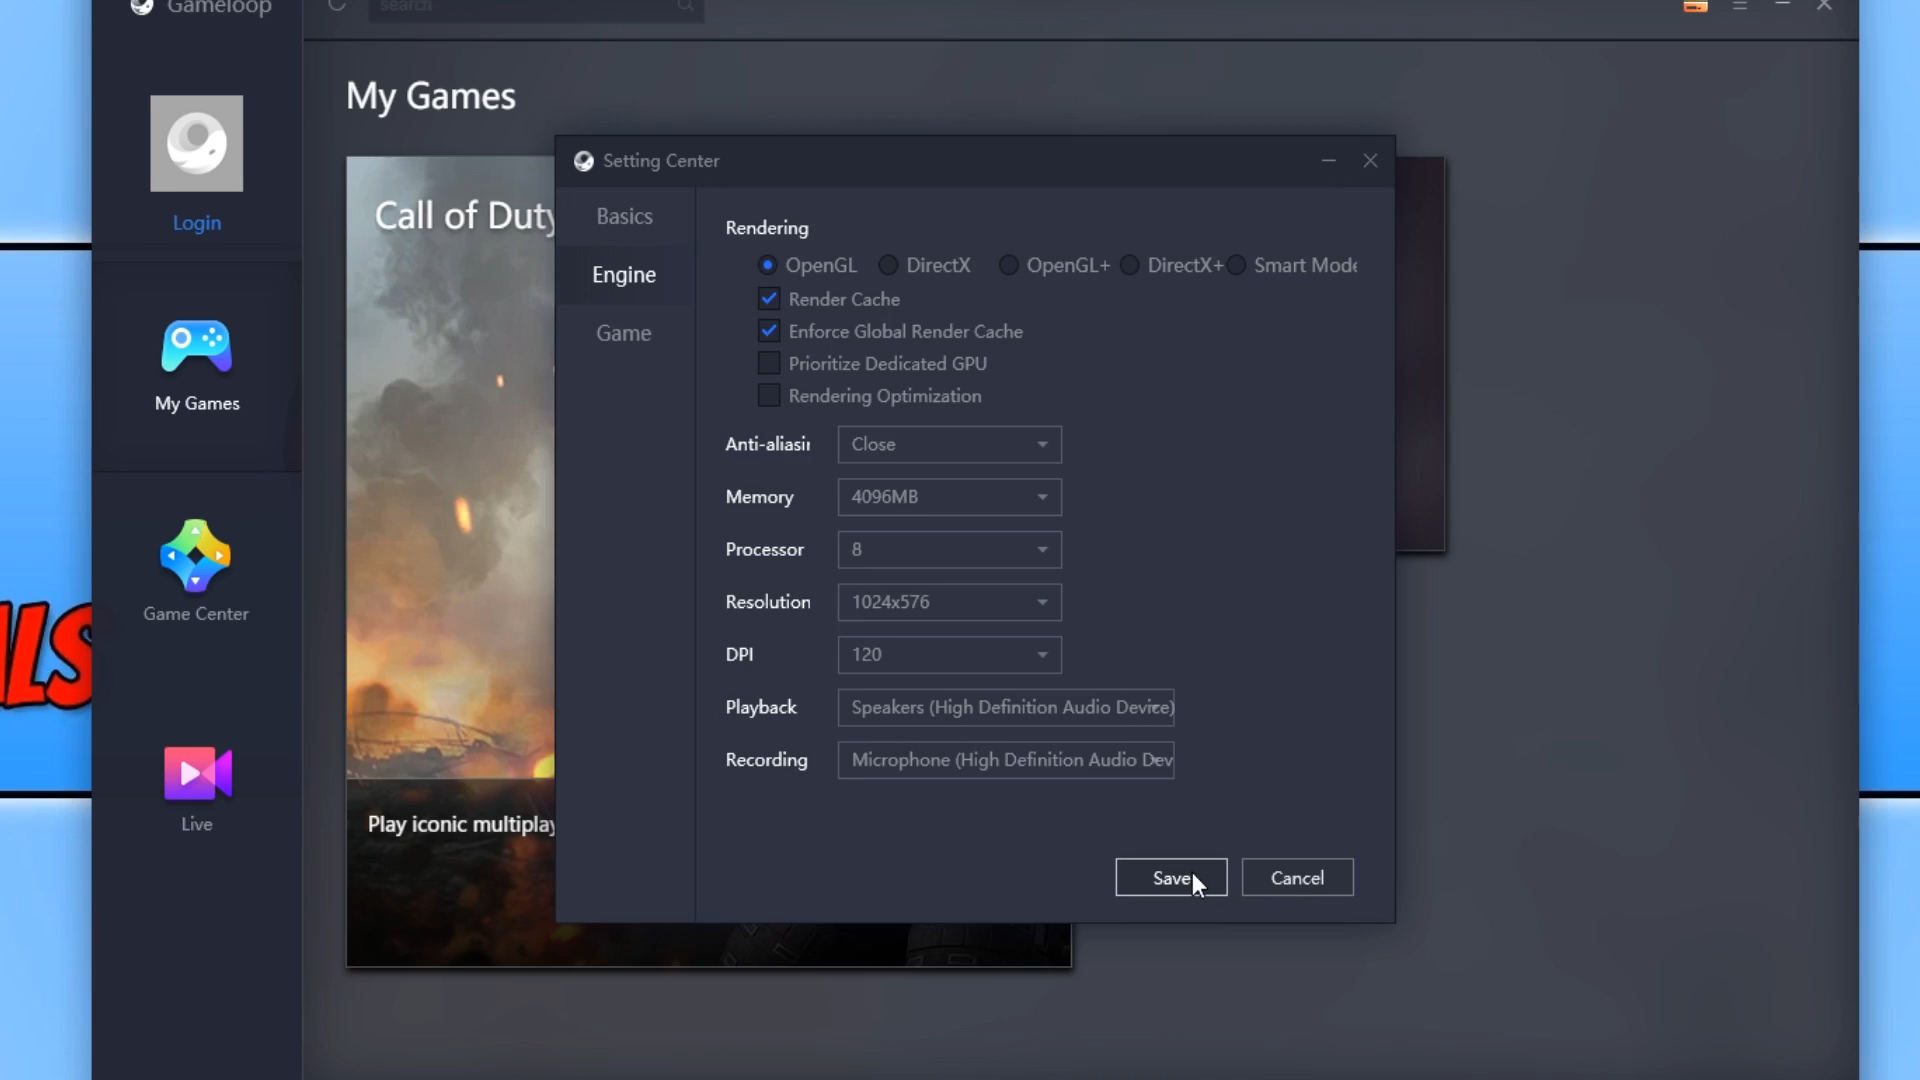 Gameloop
search
Login
My Games
Game Center
Live
My Games
Call of Duty
Play iconic multiplay
Setting Center
Basics
Engine
Game
Rendering
OpenGL DirectX OpenGL+ DirectX+ Smart Mode
Render Cache
Enforce Global Render Cache
Prioritize Dedicated GPU
Rendering Optimization
Anti-aliasin Close
Memory 4096MB
Processor 8
Resolution 1024x576
DPI 120
Playback Speakers (High Definition Audio Device)
Recording Microphone (High Definition Audio Dev
Save Cancel
LS